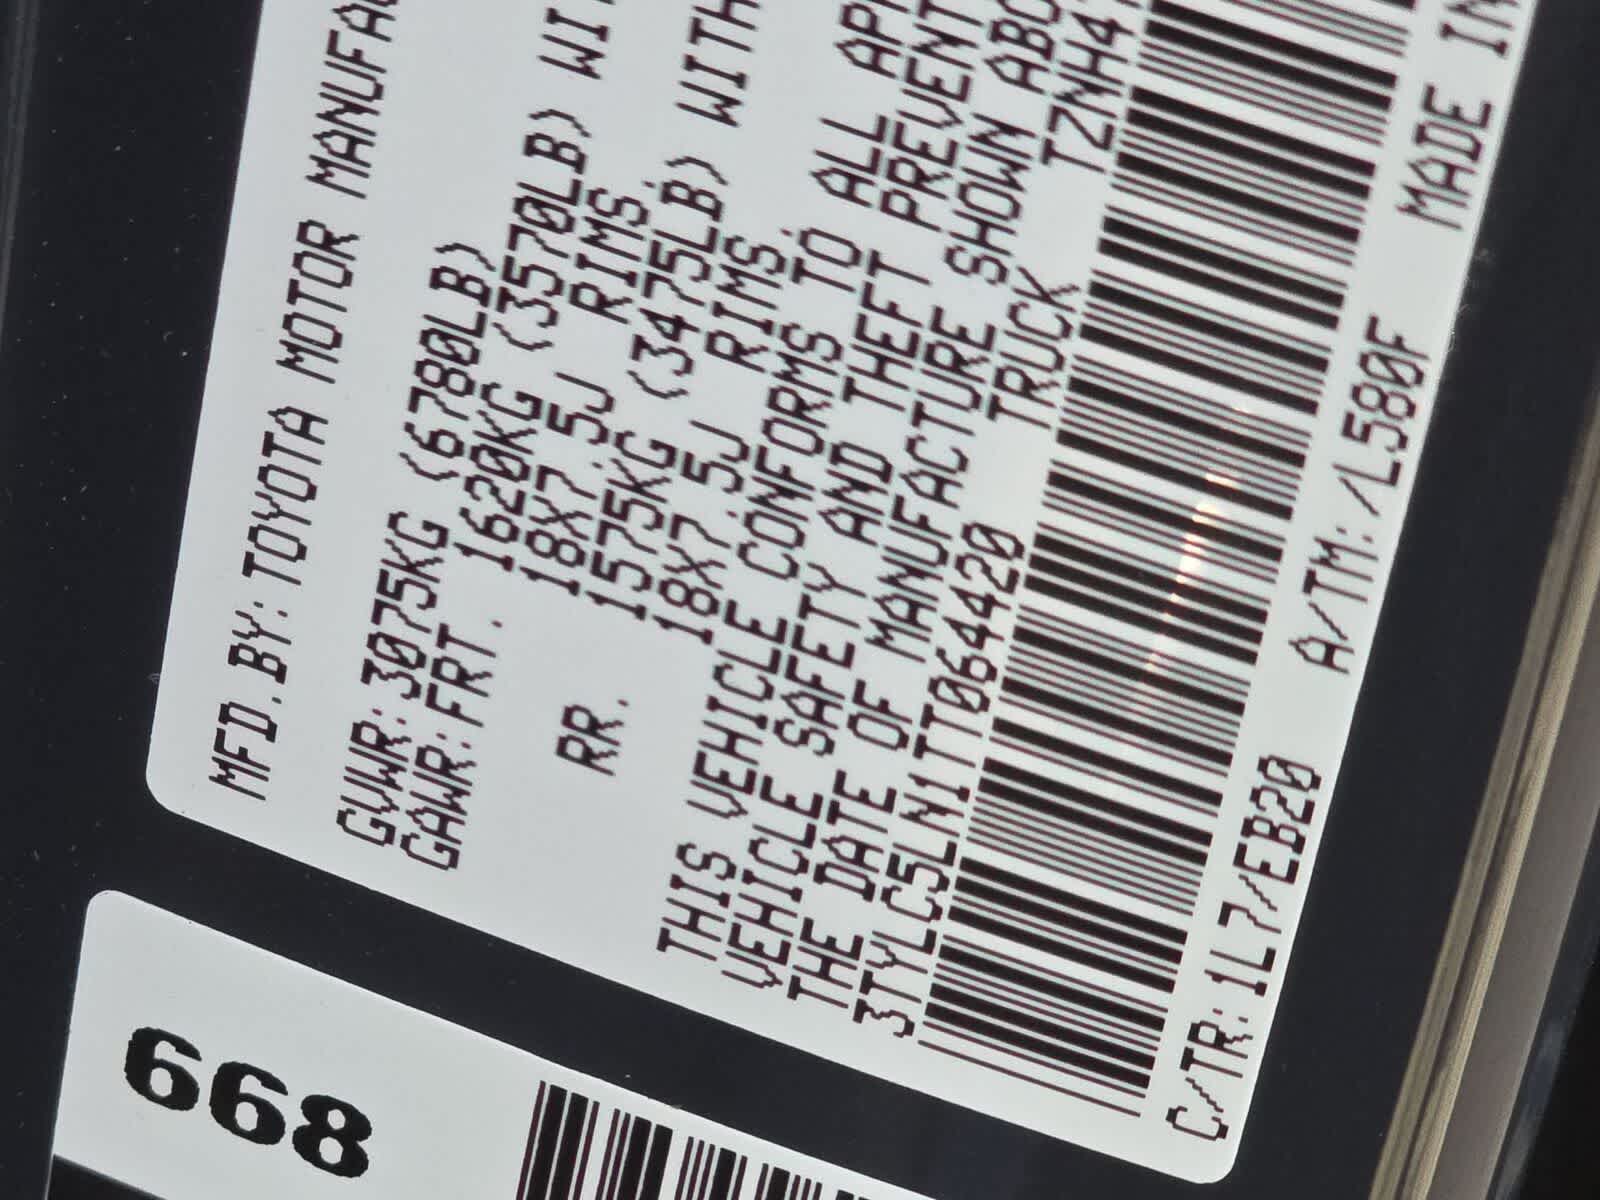 MFD.BY:TOYOTA MOTOR MANUFAC
GVWR:3075KG (6780LB)
GAWR:FRT. 1620KG (3570LB) WIT
18X7.5J RIMS,
RR. 1575KG (3475LB) WITH
18X7.5J RIMS,
THIS VEHICLE CONFORMS TO ALL AP
VEHICLE SAFETY AND THEFT PREVENT
THE DATE OF MANUFACTURE SHOWN ABO
3TYLC5LN1TT064420 TRUCK TZNH4
C/TR:1L7/EB20 A/TM:/L580F MADE IN
668